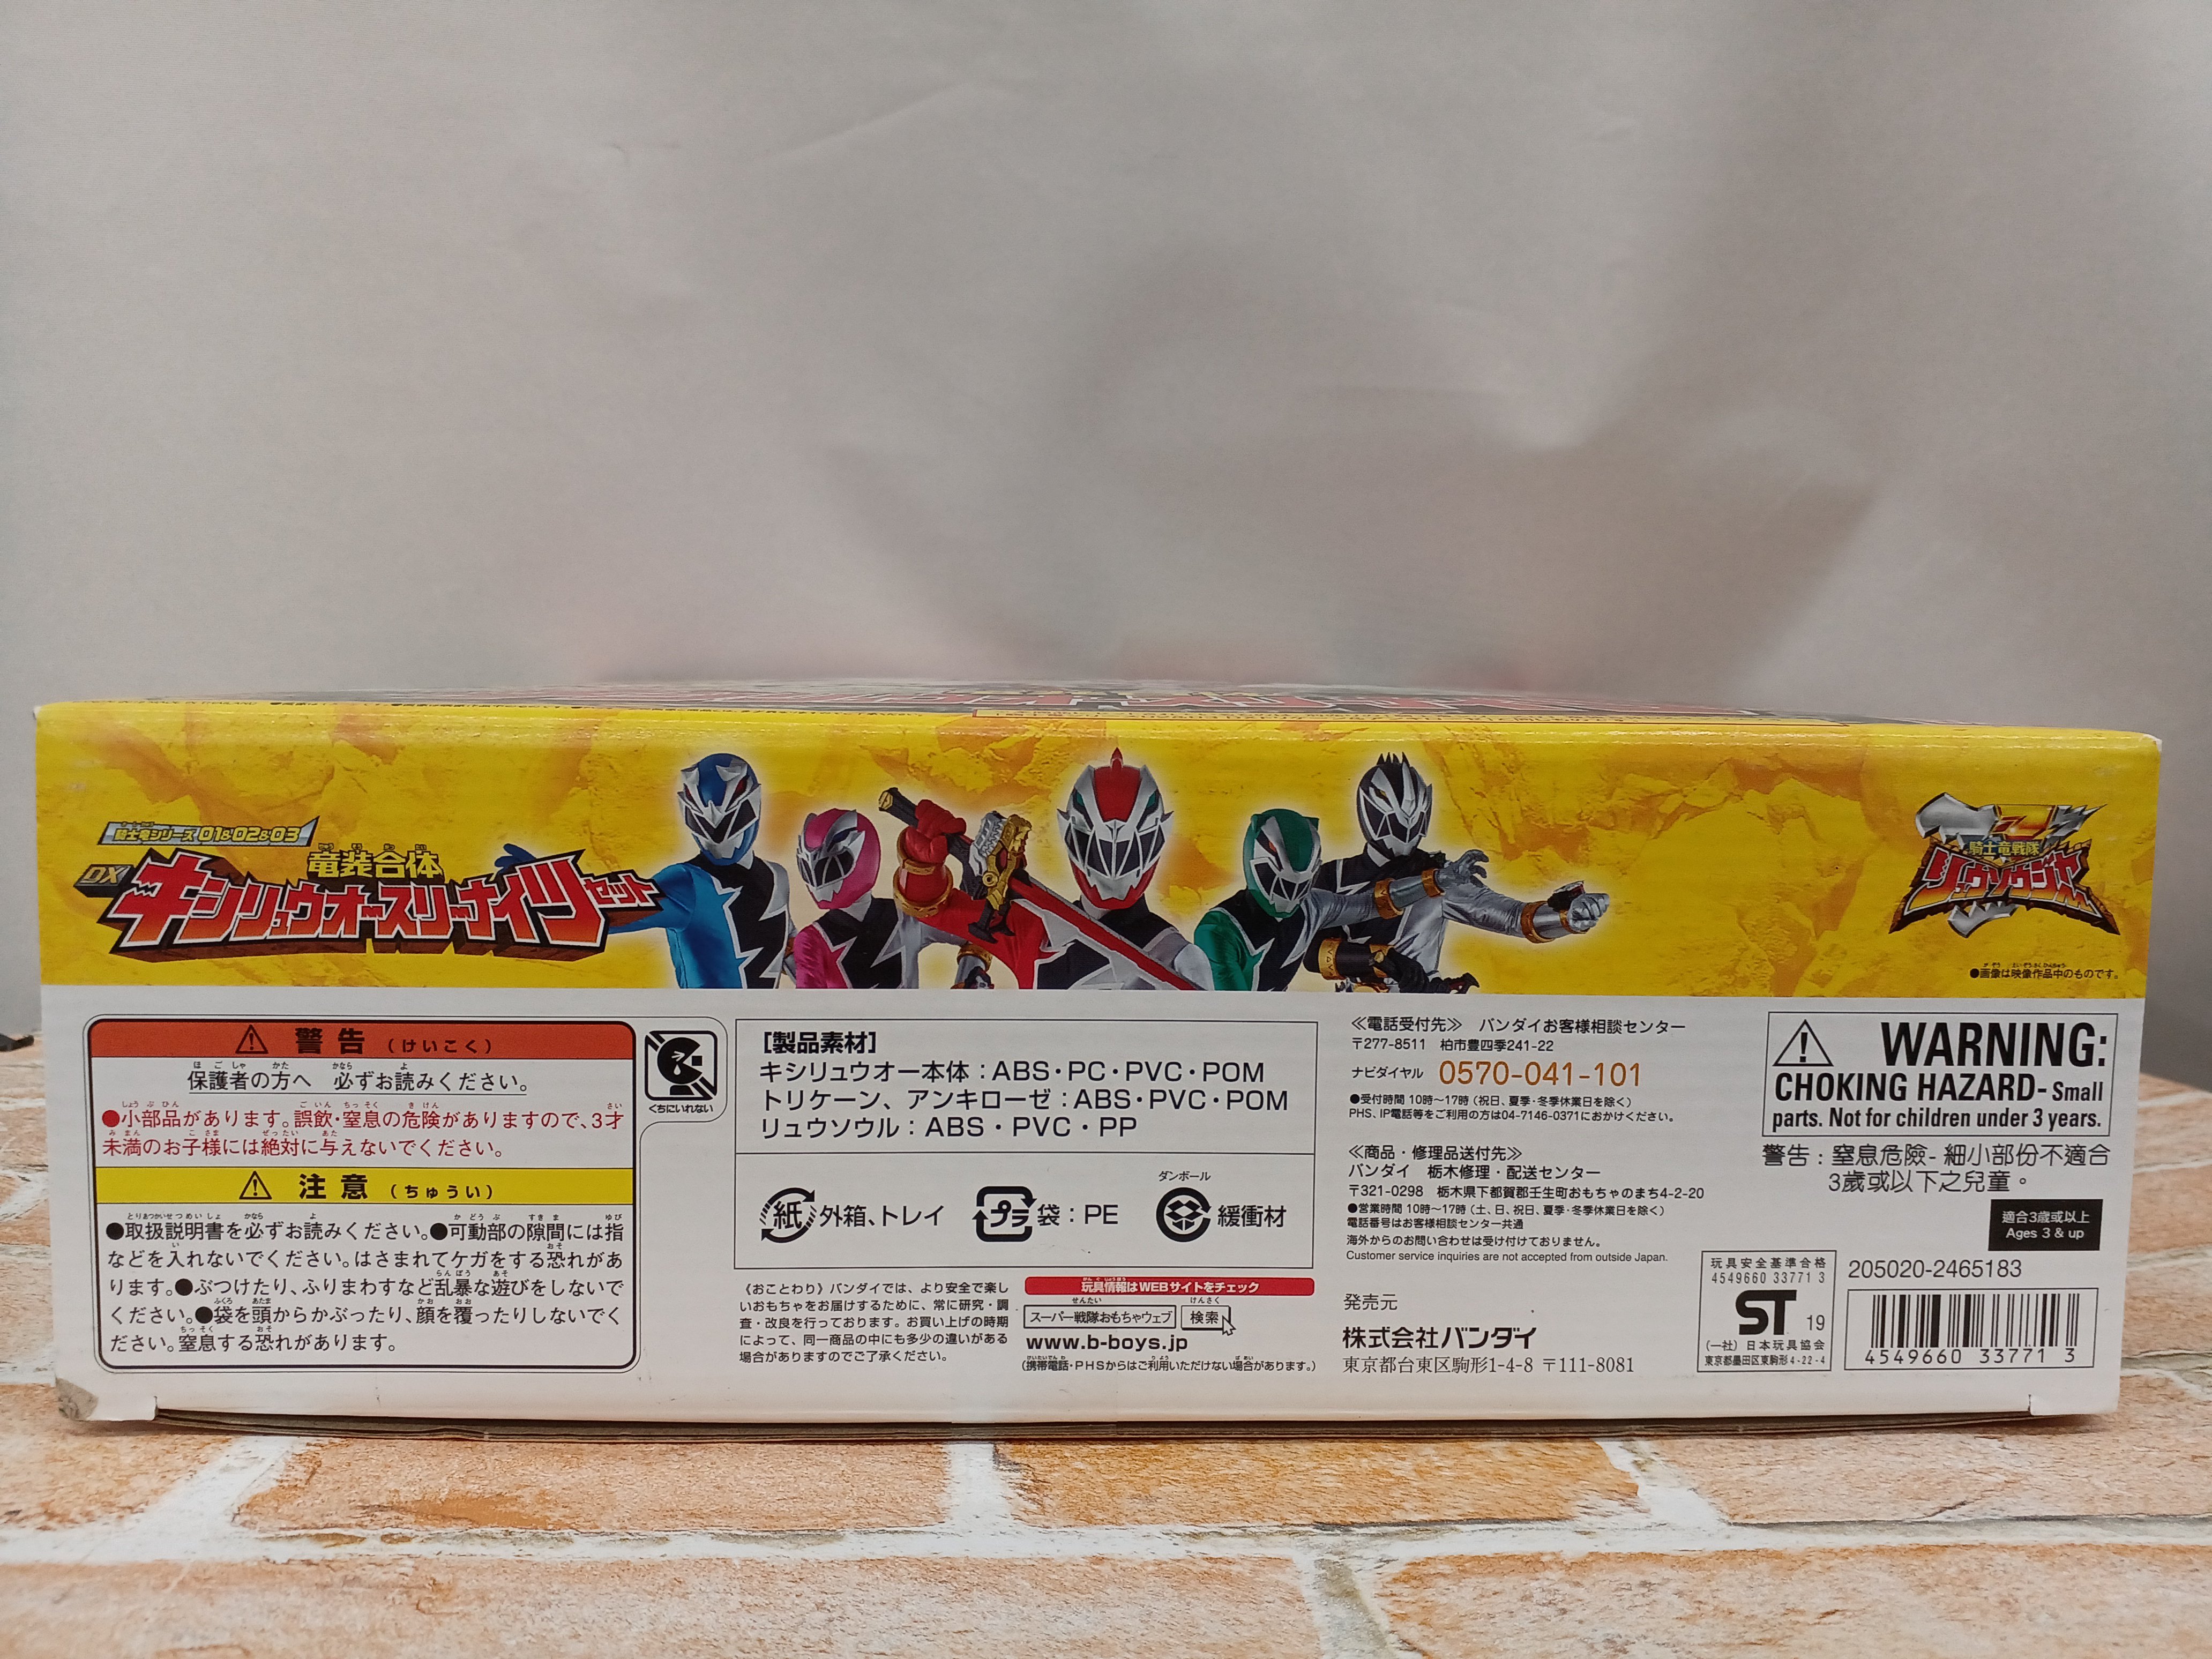 騎士竜シリーズ 01&02&03
竜装合体
DX キシリュウオースリーナイツセット
騎士竜戦隊
リュウソウジャー
●画像は映像作品中のものです。
警告（けいこく）
保護者の方へ 必ずお読みください。
●小部品があります。誤飲・窒息の危険がありますので、3才
未満のお子様には絶対に与えないでください。
注意（ちゅうい）
●取扱説明書を必ずお読みください。●可動部の隙間には指
などを入れないでください。はさまれてケガをする恐れがあ
ります。●ぶつけたり、ふりまわすなど乱暴な遊びをしないで
ください。●袋を頭からかぶったり、顔を覆ったりしないでく
ださい。窒息する恐れがあります。
くちにいれない
[製品素材]
キシリュウオー本体：ABS・PC・PVC・POM
トリケーン、アンキローゼ：ABS・PVC・POM
リュウソウル：ABS・PVC・PP
紙 外箱、トレイ
プラ 袋：PE
ダンボール
緩衝材
《おことわり》バンダイでは、より安全で楽し
いおもちゃをお届けするために、常に研究・調
査・改良を行っております。お買い上げの時期
によって、同一商品の中にも多少の違いがある
場合がありますのでご了承ください。
玩具情報はWEBサイトをチェック
スーパー戦隊おもちゃウェブ 検索
www.b-boys.jp
（携帯電話・PHSからはご利用いただけない場合があります。）
≪電話受付先≫ バンダイお客様相談センター
〒277-8511 柏市豊四季241-22
ナビダイヤル 0570-041-101
●受付時間 10時～17時（祝日、夏季・冬季休業日を除く）
PHS、IP電話等をご利用の方は04-7146-0371におかけください。
≪商品・修理品送付先≫
バンダイ 栃木修理・配送センター
〒321-0298 栃木県下都賀郡壬生町おもちゃのまち4-2-20
●営業時間 10時～17時（土、日、祝日、夏季・冬季休業日を除く）
電話番号はお客様相談センター共通
海外からのお問い合わせは受け付けておりません。
Customer service inquiries are not accepted from outside Japan.
発売元
株式会社バンダイ
東京都台東区駒形1-4-8 〒111-8081
WARNING:
CHOKING HAZARD- Small
parts. Not for children under 3 years.
警告：窒息危險- 細小部份不適合
3歲或以下之兒童。
適合3歲或以上
Ages 3 & up
玩具安全基準合格
4549660 33771 3
ST 19
（一社）日本玩具協会
東京都墨田区東駒形4-22-4
205020-2465183
4549660 33771 3